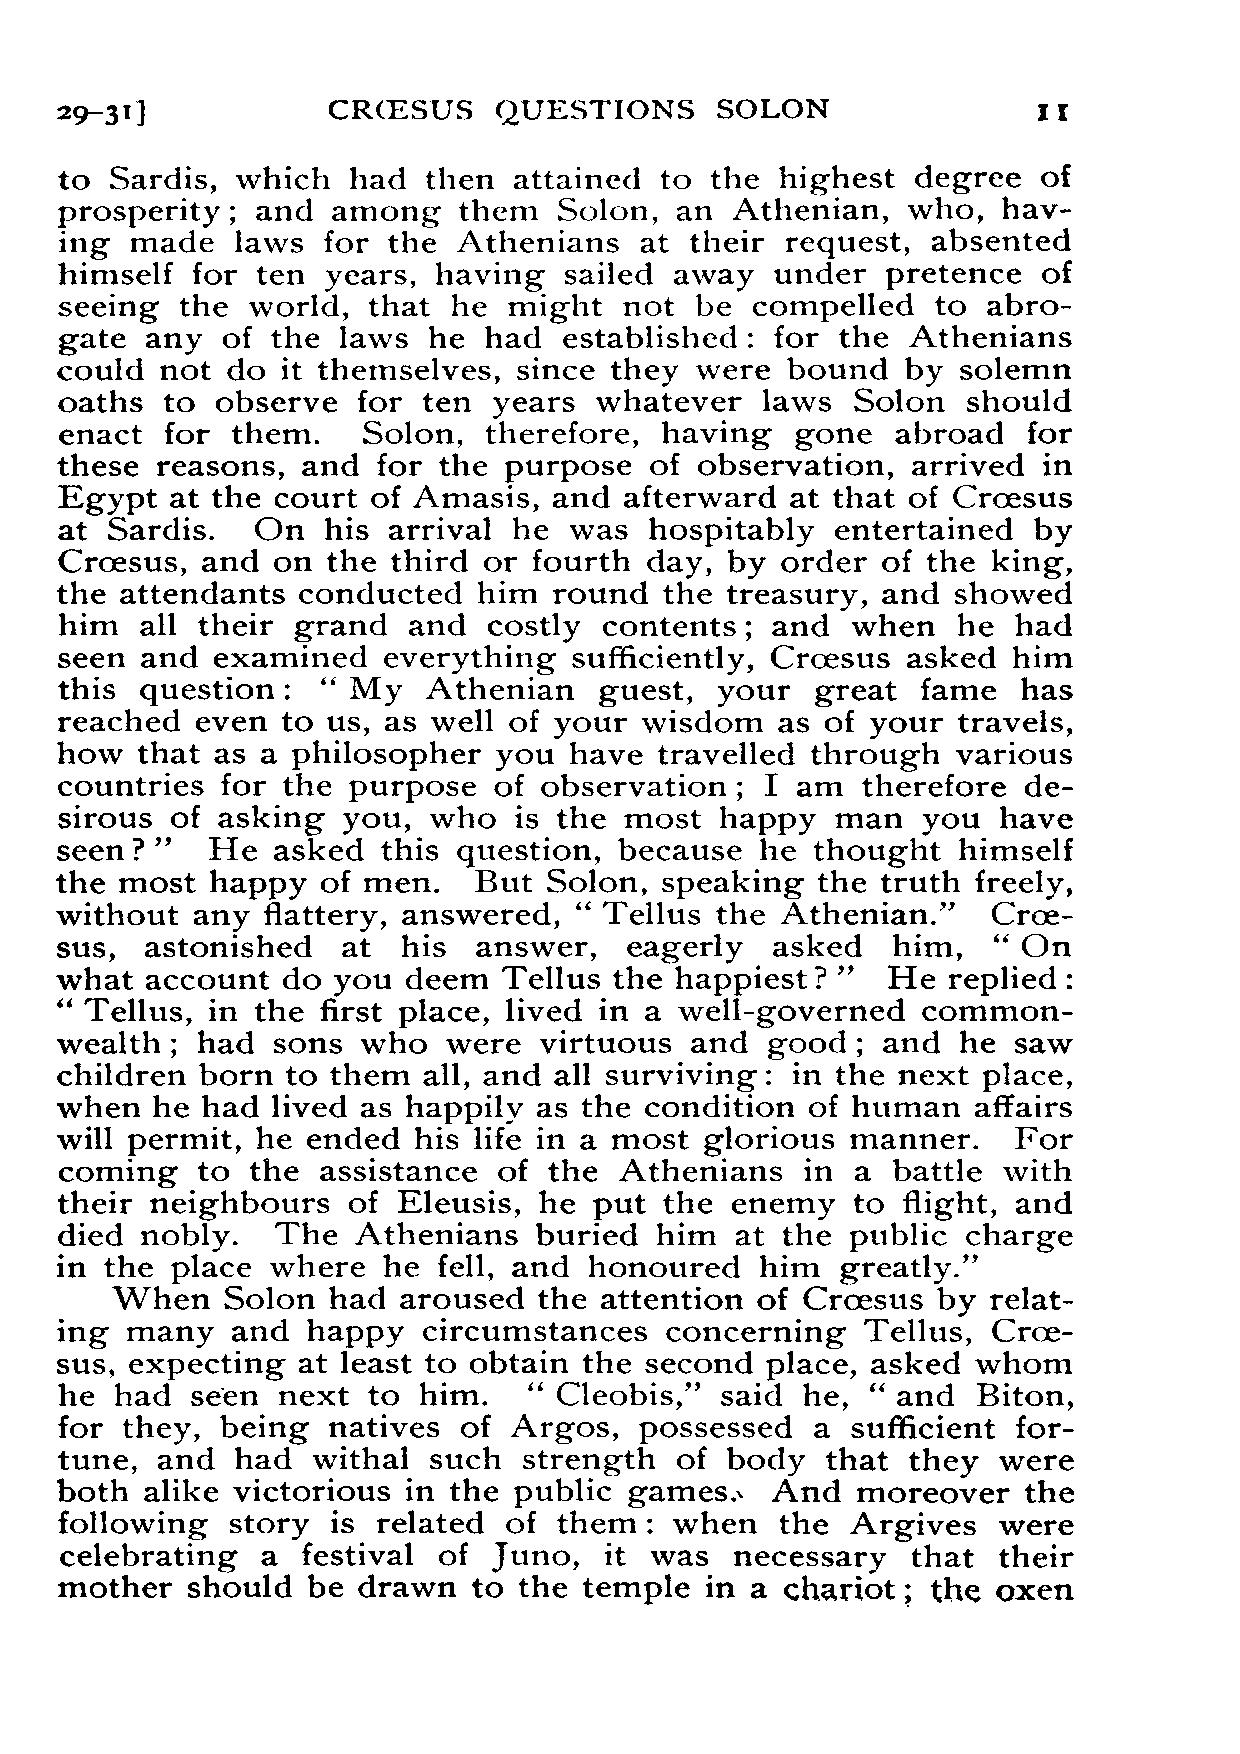 29–31] CRŒSUS QUESTIONS SOLON 11
to Sardis, which had then attained to the highest degree of
prosperity; and among them Solon, an Athenian, who, hav-
ing made laws for the Athenians at their request, absented
himself for ten years, having sailed away under pretence of
seeing the world, that he might not be compelled to abro-
gate any of the laws he had established: for the Athenians
could not do it themselves, since they were bound by solemn
oaths to observe for ten years whatever laws Solon should
enact for them. Solon, therefore, having gone abroad for
these reasons, and for the purpose of observation, arrived in
Egypt at the court of Amasis, and afterward at that of Crœsus
at Sardis. On his arrival he was hospitably entertained by
Crœsus, and on the third or fourth day, by order of the king,
the attendants conducted him round the treasury, and showed
him all their grand and costly contents; and when he had
seen and examined everything sufficiently, Crœsus asked him
this question: “My Athenian guest, your great fame has
reached even to us, as well of your wisdom as of your travels,
how that as a philosopher you have travelled through various
countries for the purpose of observation; I am therefore de-
sirous of asking you, who is the most happy man you have
seen?” He asked this question, because he thought himself
the most happy of men. But Solon, speaking the truth freely,
without any flattery, answered, “Tellus the Athenian.” Crœ-
sus, astonished at his answer, eagerly asked him, “On
what account do you deem Tellus the happiest?” He replied:
“Tellus, in the first place, lived in a well-governed common-
wealth; had sons who were virtuous and good; and he saw
children born to them all, and all surviving: in the next place,
when he had lived as happily as the condition of human affairs
will permit, he ended his life in a most glorious manner. For
coming to the assistance of the Athenians in a battle with
their neighbours of Eleusis, he put the enemy to flight, and
died nobly. The Athenians buried him at the public charge
in the place where he fell, and honoured him greatly.”
When Solon had aroused the attention of Crœsus by relat-
ing many and happy circumstances concerning Tellus, Crœ-
sus, expecting at least to obtain the second place, asked whom
he had seen next to him. “Cleobis,” said he, “and Biton,
for they, being natives of Argos, possessed a sufficient for-
tune, and had withal such strength of body that they were
both alike victorious in the public games. And moreover the
following story is related of them: when the Argives were
celebrating a festival of Juno, it was necessary that their
mother should be drawn to the temple in a chariot; the oxen